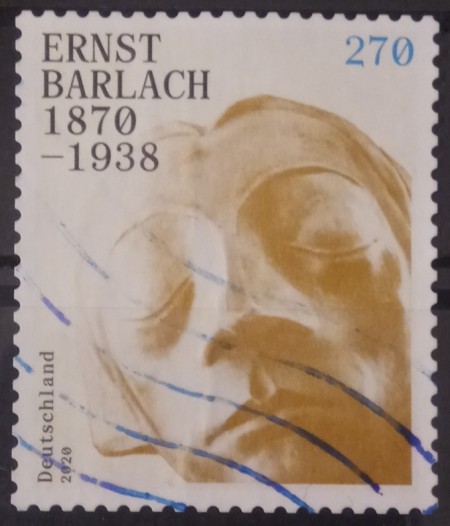 ERNST
BARLACH
1870
–1938
270
Deutschland
2020